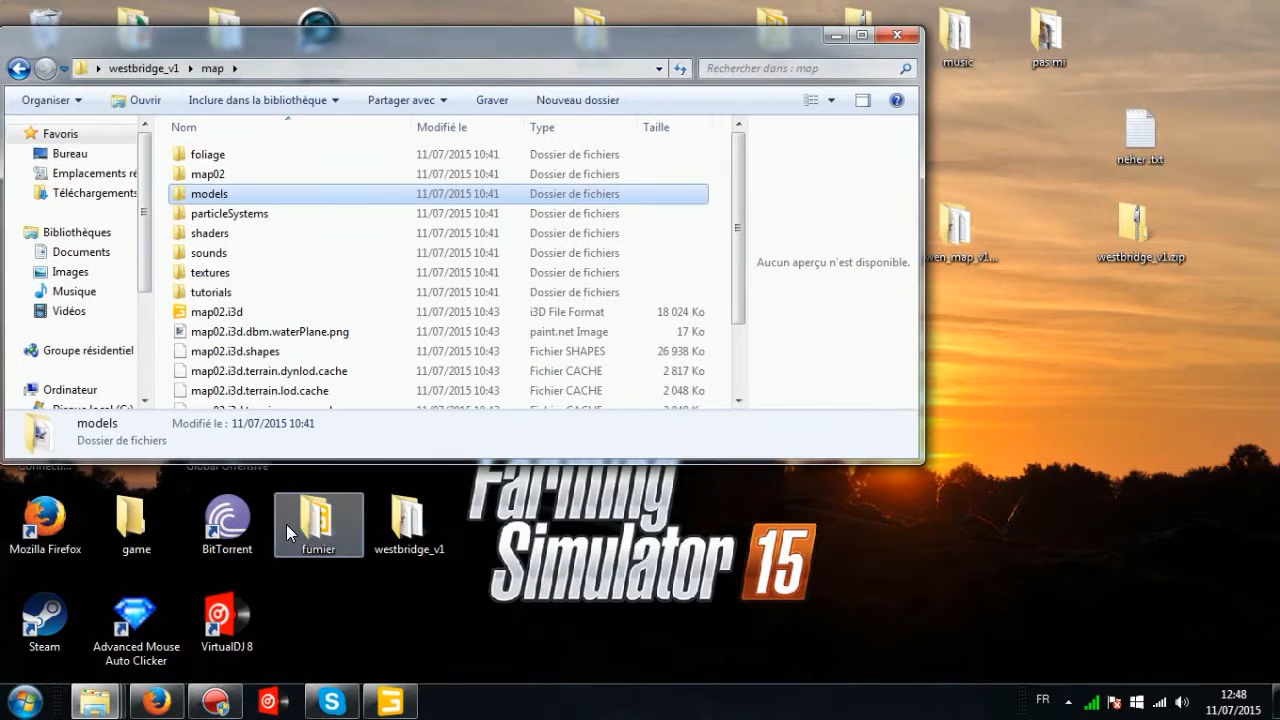 music
pas mi
westbridge_v1 map
Rechercher dans : map
Organiser Ouvrir Inclure dans la bibliothèque Partager avec Graver Nouveau dossier
Favoris
Bureau
Emplacements ré
Téléchargements
Bibliothèques
Documents
Images
Musique
Vidéos
Groupe résidentiel
Ordinateur
Nom Modifié le Type Taille
foliage 11/07/2015 10:41 Dossier de fichiers
map02 11/07/2015 10:41 Dossier de fichiers
models 11/07/2015 10:41 Dossier de fichiers
particleSystems 11/07/2015 10:41 Dossier de fichiers
shaders 11/07/2015 10:41 Dossier de fichiers
sounds 11/07/2015 10:41 Dossier de fichiers
textures 11/07/2015 10:41 Dossier de fichiers
tutorials 11/07/2015 10:41 Dossier de fichiers
map02.i3d 11/07/2015 10:43 i3D File Format 18 024 Ko
map02.i3d.dbm.waterPlane.png 11/07/2015 10:43 paint.net Image 17 Ko
map02.i3d.shapes 11/07/2015 10:43 Fichier SHAPES 26 938 Ko
map02.i3d.terrain.dynlod.cache 11/07/2015 10:43 Fichier CACHE 2 817 Ko
map02.i3d.terrain.lod.cache 11/07/2015 10:43 Fichier CACHE 2 048 Ko
Aucun aperçu n'est disponible.
models Modifié le : 11/07/2015 10:41
Dossier de fichiers
neher .txt
wen_map_v1...
westbridge_v1.zip
Farming
Simulator 15
Mozilla Firefox
game
BitTorrent
fumier
westbridge_v1
Steam
Advanced Mouse
Auto Clicker
VirtualDJ 8
FR
12:48
11/07/2015